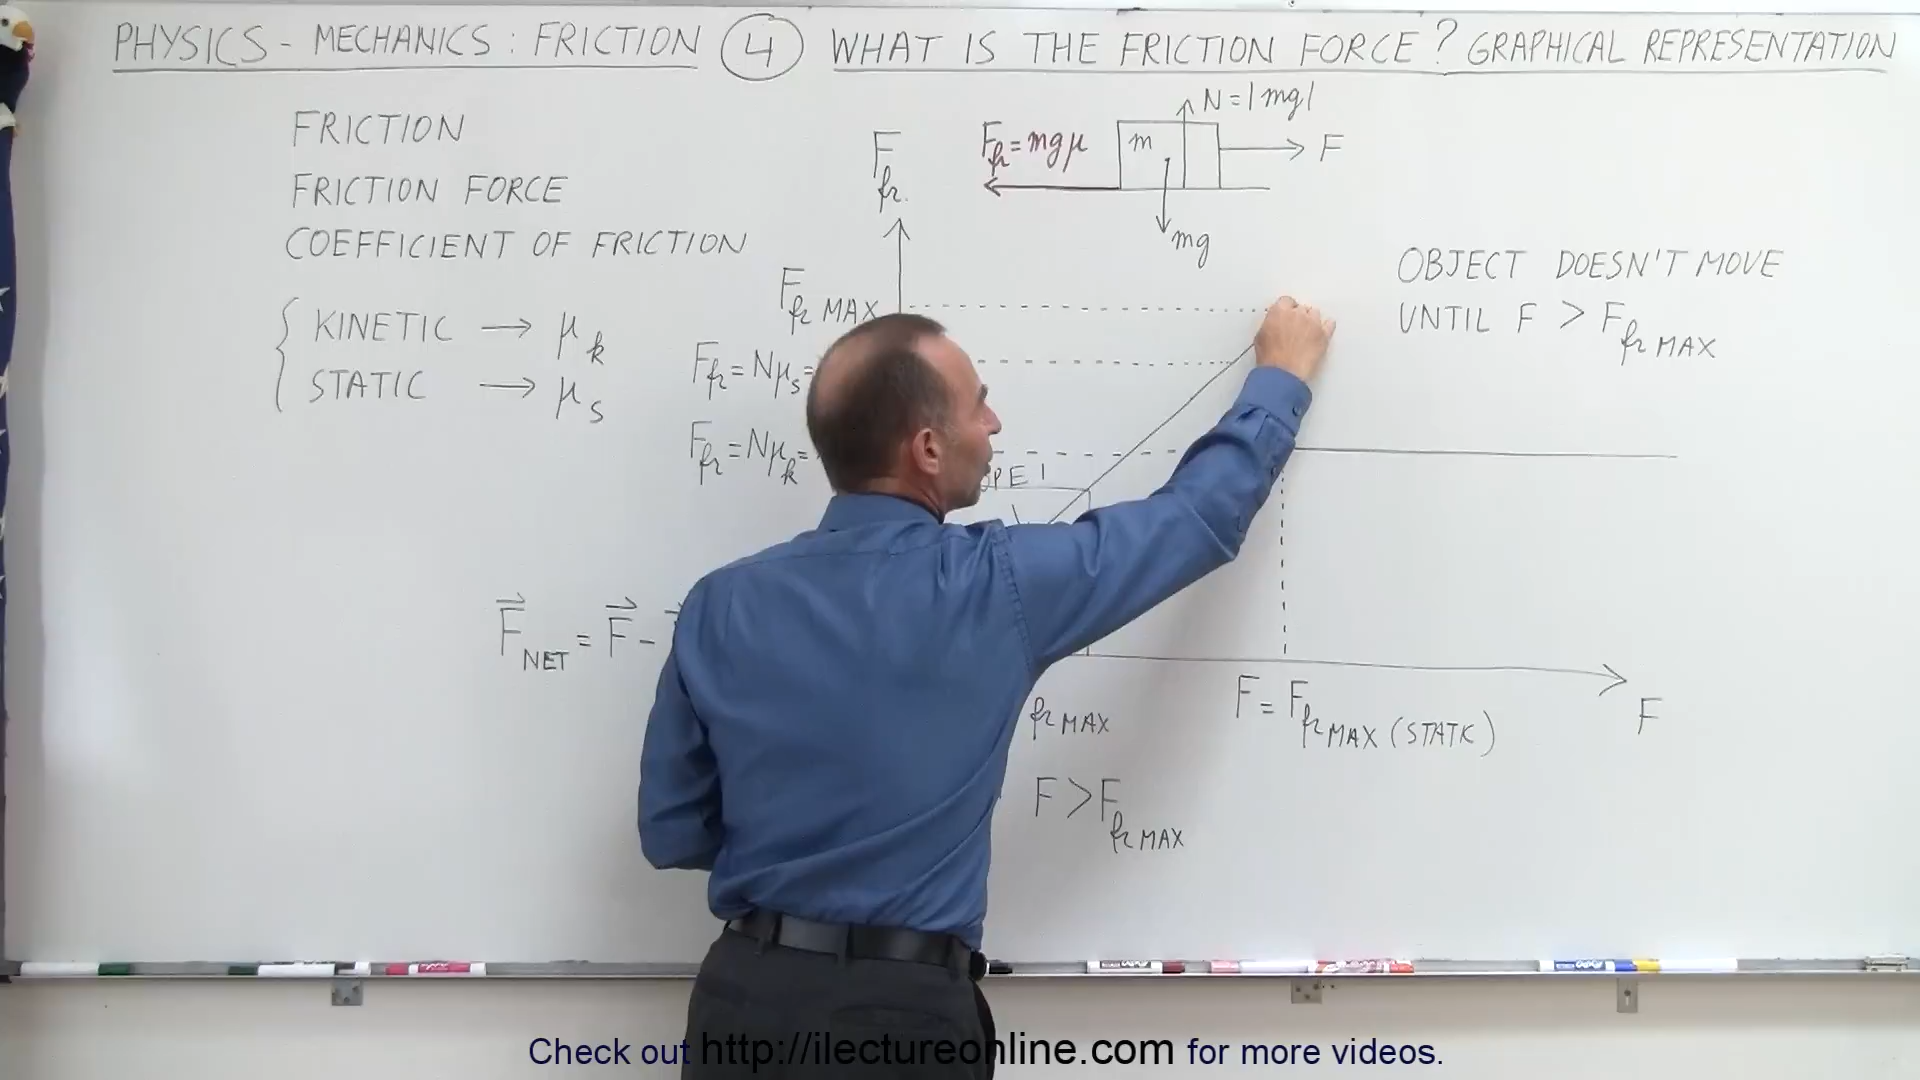 PHYSICS - MECHANICS : FRICTION 4 WHAT IS THE FRICTION FORCE? GRAPHICAL REPRESENTATION
FRICTION
FRICTION FORCE
COEFFICIENT OF FRICTION
KINETIC → μk
STATIC → μs
Ffr
Ffr = mgμ
m
N = |mg|
F
mg
Ffr MAX
Ffr = Nμs =
Ffr = Nμk =
OPE 1
OBJECT DOESN'T MOVE
UNTIL F > Ffr MAX
FNET = F -
fr MAX
F > Ffr MAX
F = Ffr MAX (STATIC)
F
Check out http://ilectureonline.com for more videos.